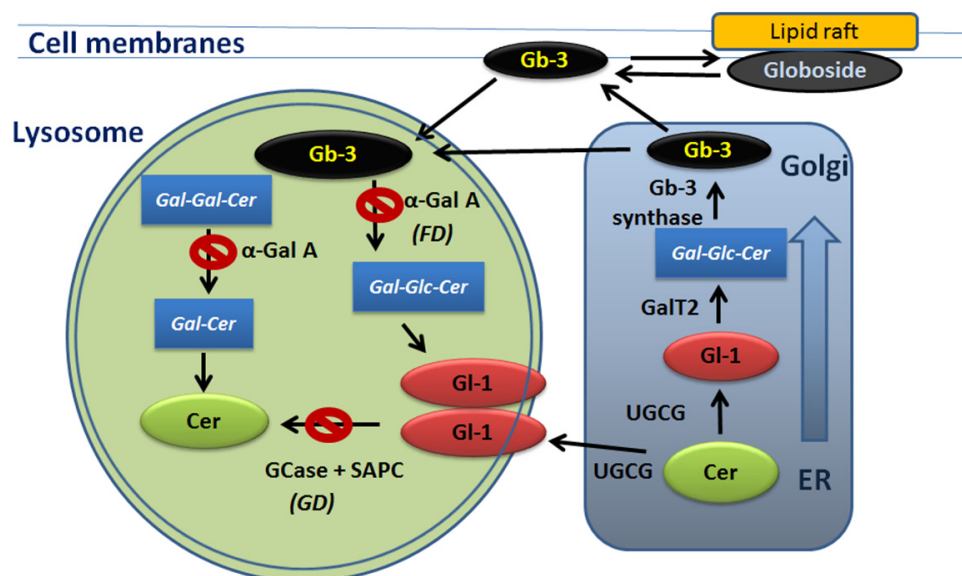 Cell membranes
Lipid raft
Gb-3
Globoside
Lysosome
Gb-3
Gal-Gal-Cer
α-Gal A
(FD)
α-Gal A
Gal-Glc-Cer
Gal-Cer
Gl-1
Cer
Gl-1
GCase + SAPC
(GD)
Gb-3
Golgi
Gb-3
synthase
Gal-Glc-Cer
GalT2
Gl-1
UGCG
UGCG
Cer
ER